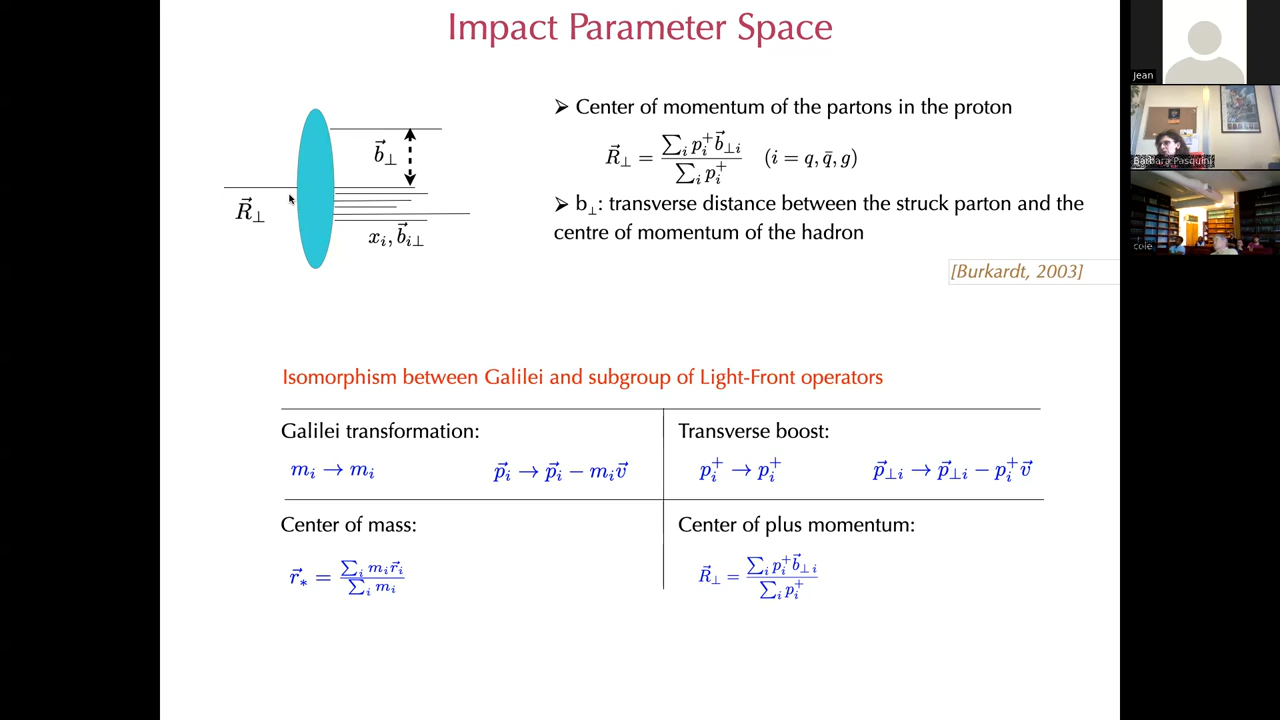 Impact Parameter Space
Jean
Barbara Pasquini
cole
$\vec{b}_\perp$
$\vec{R}_\perp$
$x_i, \vec{b}_{i\perp}$
➢ Center of momentum of the partons in the proton
$\vec{R}_\perp = \frac{\sum_i p_i^+ \vec{b}_{\perp i}}{\sum_i p_i^+}$ $(i = q, \bar{q}, g)$
➢ b⊥: transverse distance between the struck parton and the
centre of momentum of the hadron
[Burkardt, 2003]
Isomorphism between Galilei and subgroup of Light-Front operators
Galilei transformation:
$m_i \to m_i$ $\vec{p}_i \to \vec{p}_i - m_i \vec{v}$
Transverse boost:
$p_i^+ \to p_i^+$ $\vec{p}_{\perp i} \to \vec{p}_{\perp i} - p_i^+ \vec{v}$
Center of mass:
$\vec{r}_* = \frac{\sum_i m_i \vec{r}_i}{\sum_i m_i}$
Center of plus momentum:
$\vec{R}_\perp = \frac{\sum_i p_i^+ \vec{b}_{\perp i}}{\sum_i p_i^+}$